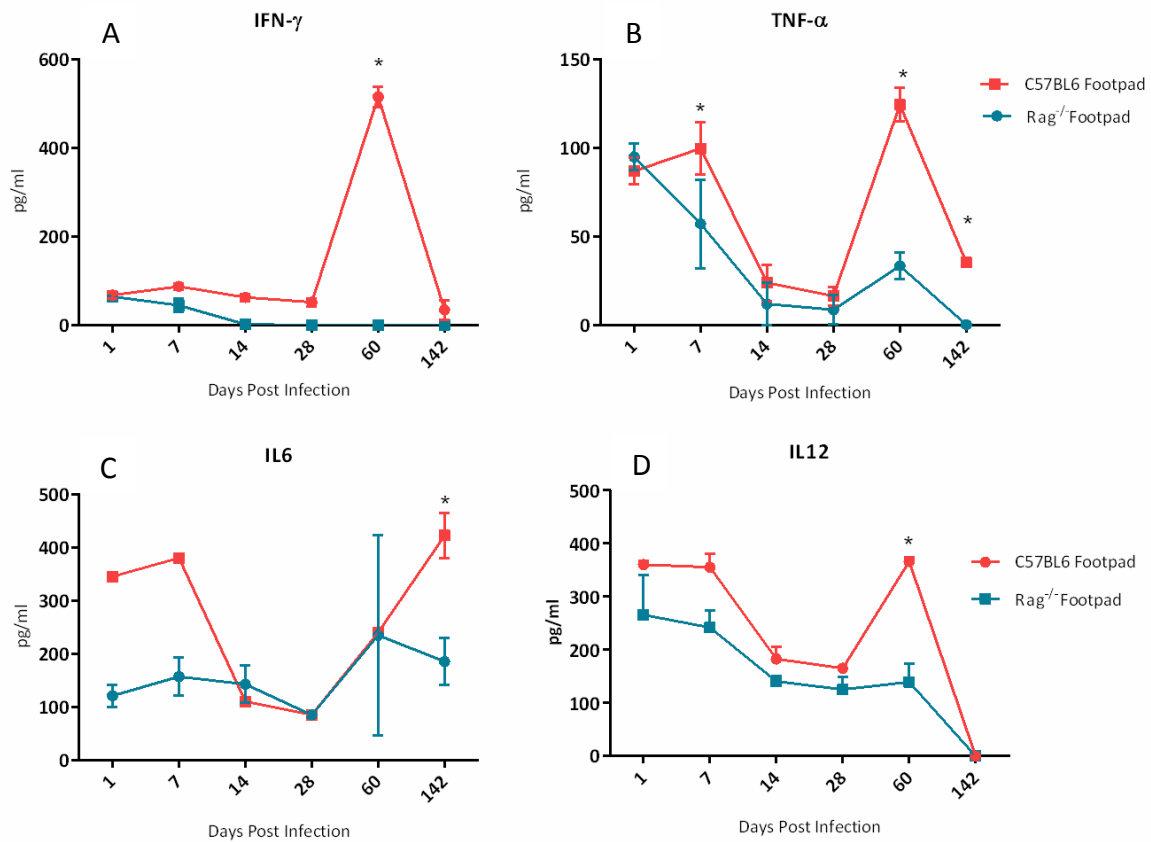 A
IFN-γ
600
400
200
0
pg/ml
*
1
7
14
28
60
142
Days Post Infection
B
TNF-α
150
100
50
0
pg/ml
*
*
*
1
7
14
28
60
142
Days Post Infection
C57BL6 Footpad
Rag-/- Footpad
C
IL6
500
400
300
200
100
0
pg/ml
*
1
7
14
28
60
142
Days Post Infection
D
IL12
500
400
300
200
100
0
pg/ml
*
1
7
14
28
60
142
Days Post Infection
C57BL6 Footpad
Rag-/- Footpad